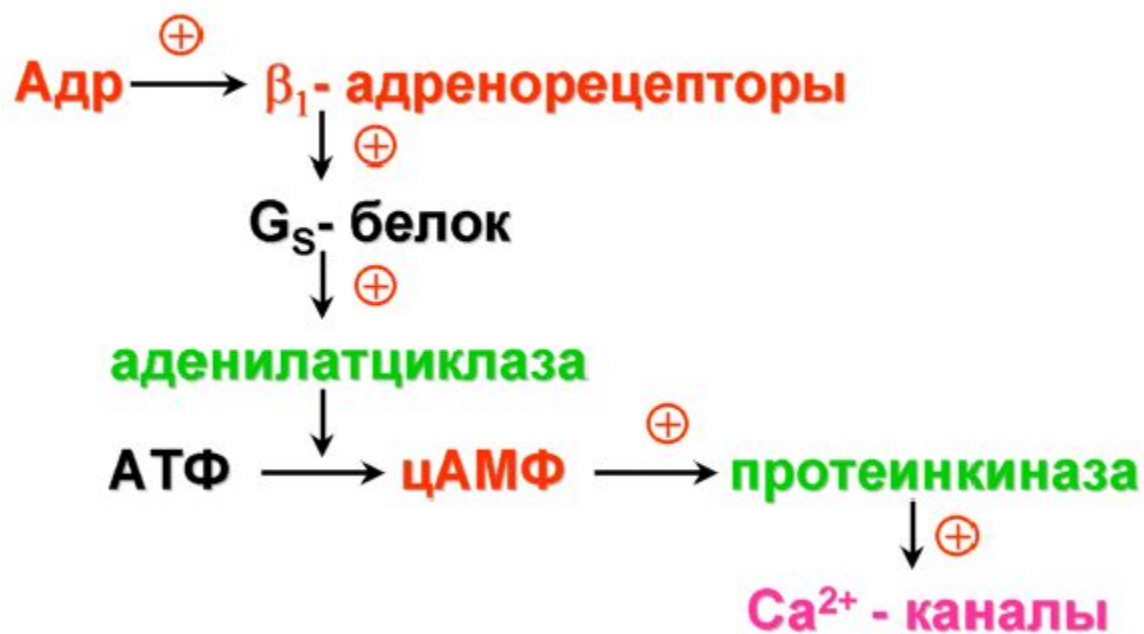 Адр β₁- адренорецепторы
Gₛ- белок
аденилатциклаза
АТФ цАМФ протеинкиназа
Ca²⁺ - каналы